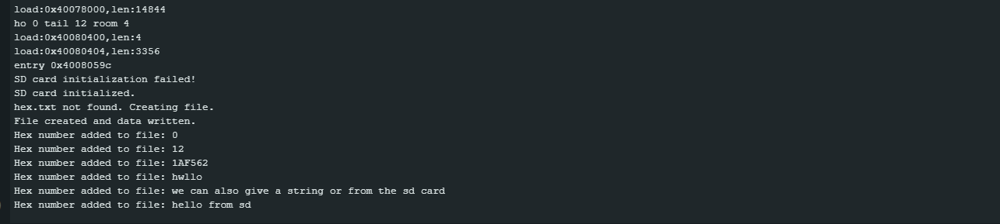 load:0x40078000,len:14844
ho 0 tail 12 room 4
load:0x40080400,len:4
load:0x40080404,len:3356
entry 0x4008059c
SD card initialization failed!
SD card initialized.
hex.txt not found. Creating file.
File created and data written.
Hex number added to file: 0
Hex number added to file: 12
Hex number added to file: 1AF562
Hex number added to file: hwllo
Hex number added to file: we can also give a string or from the sd card
Hex number added to file: hello from sd